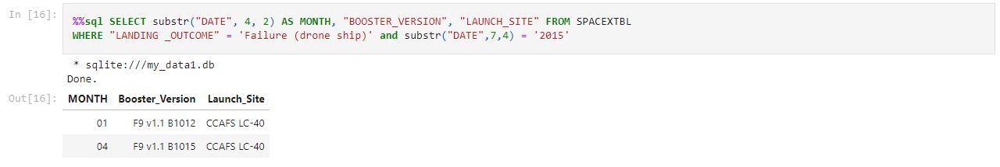 In [16]:
%%sql SELECT substr("DATE", 4, 2) AS MONTH, "BOOSTER_VERSION", "LAUNCH_SITE" FROM SPACEXTBL
WHERE "LANDING _OUTCOME" = 'Failure (drone ship)' and substr("DATE",7,4) = '2015'
* sqlite:///my_data1.db
Done.
Out[16]:
MONTH Booster_Version Launch_Site
01 F9 v1.1 B1012 CCAFS LC-40
04 F9 v1.1 B1015 CCAFS LC-40